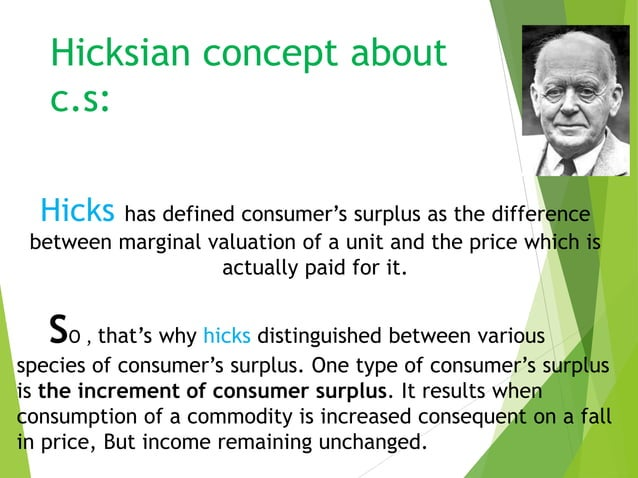 Hicksian concept about
c.s:
Hicks has defined consumer’s surplus as the difference
between marginal valuation of a unit and the price which is
actually paid for it.
So , that’s why hicks distinguished between various
species of consumer’s surplus. One type of consumer’s surplus
is the increment of consumer surplus. It results when
consumption of a commodity is increased consequent on a fall
in price, But income remaining unchanged.